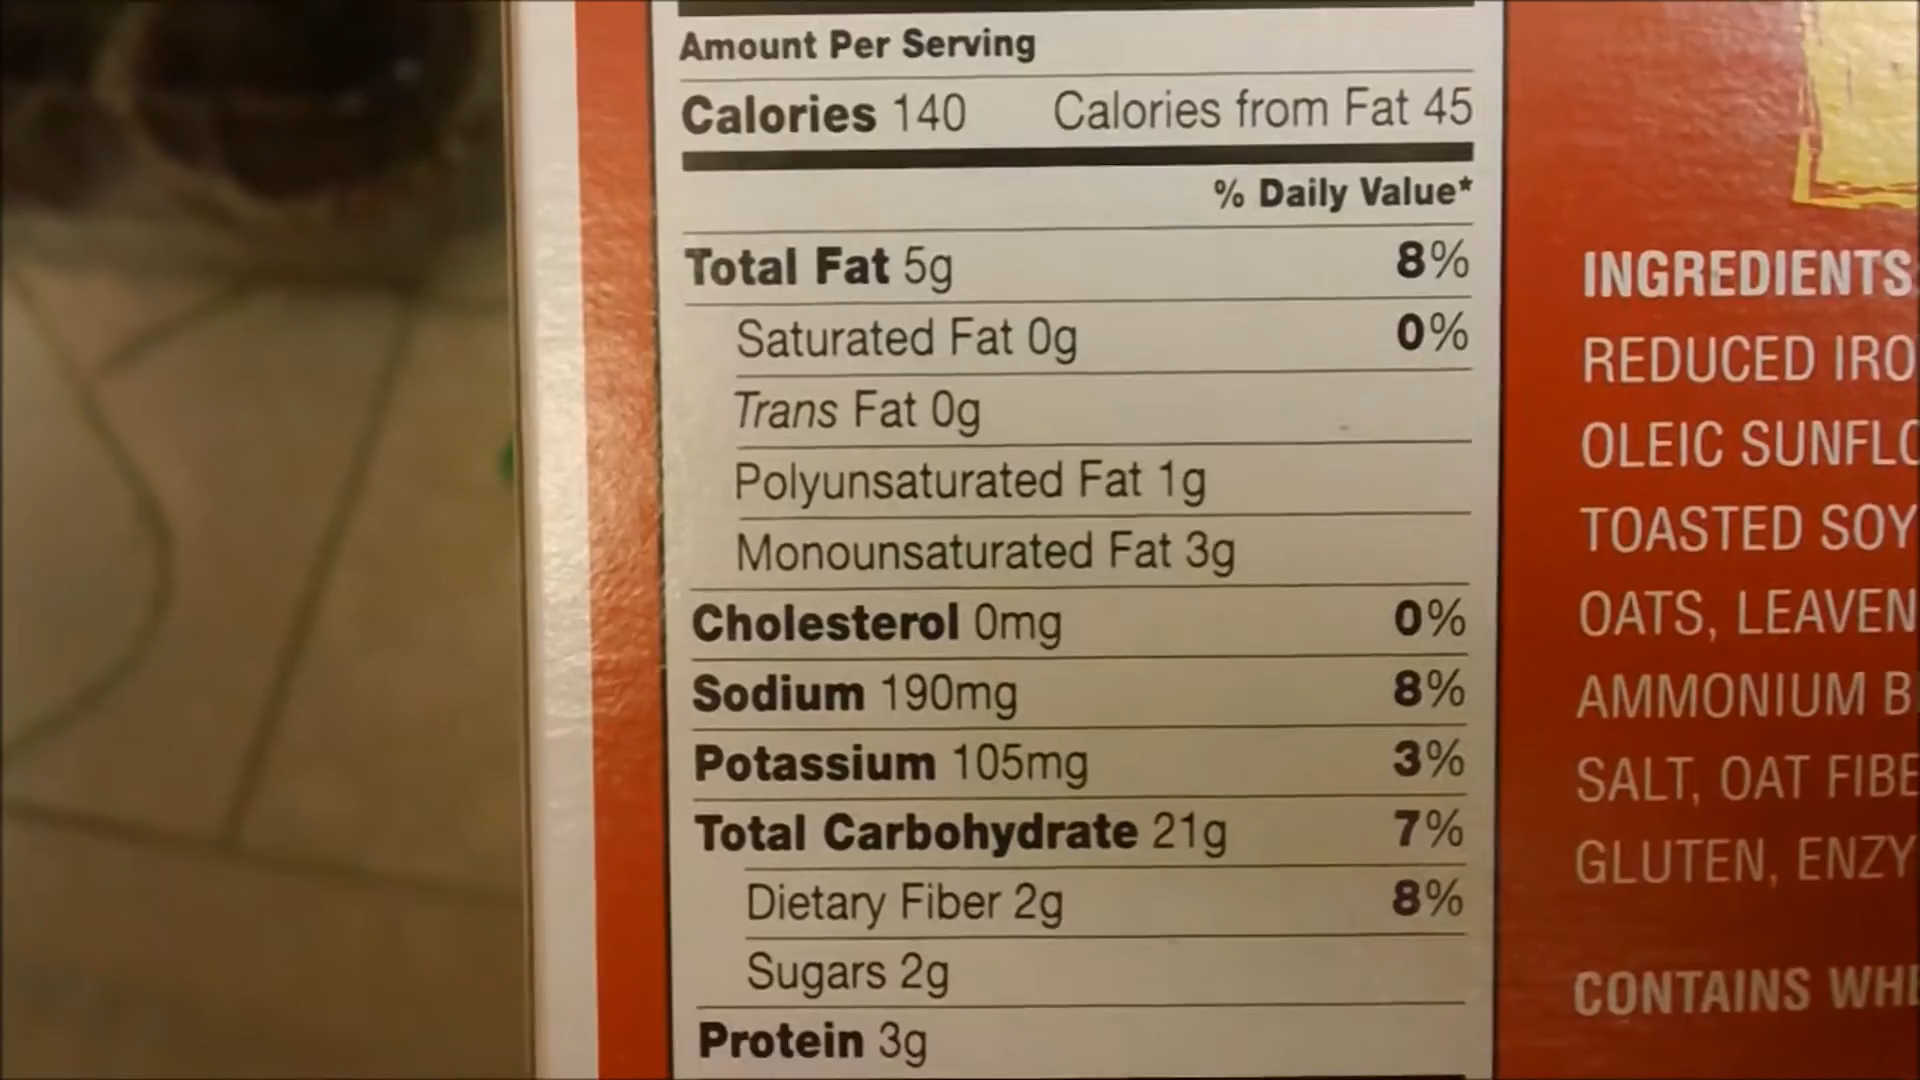 Amount Per Serving
Calories 140 Calories from Fat 45
% Daily Value*
Total Fat 5g 8%
Saturated Fat 0g 0%
Trans Fat 0g
Polyunsaturated Fat 1g
Monounsaturated Fat 3g
Cholesterol 0mg 0%
Sodium 190mg 8%
Potassium 105mg 3%
Total Carbohydrate 21g 7%
Dietary Fiber 2g 8%
Sugars 2g
Protein 3g
INGREDIENTS
REDUCED
OLEIC
TOASTED SOY
OATS,
AMMONIUM
SALT, OAT
GLUTEN,
CONTAINS